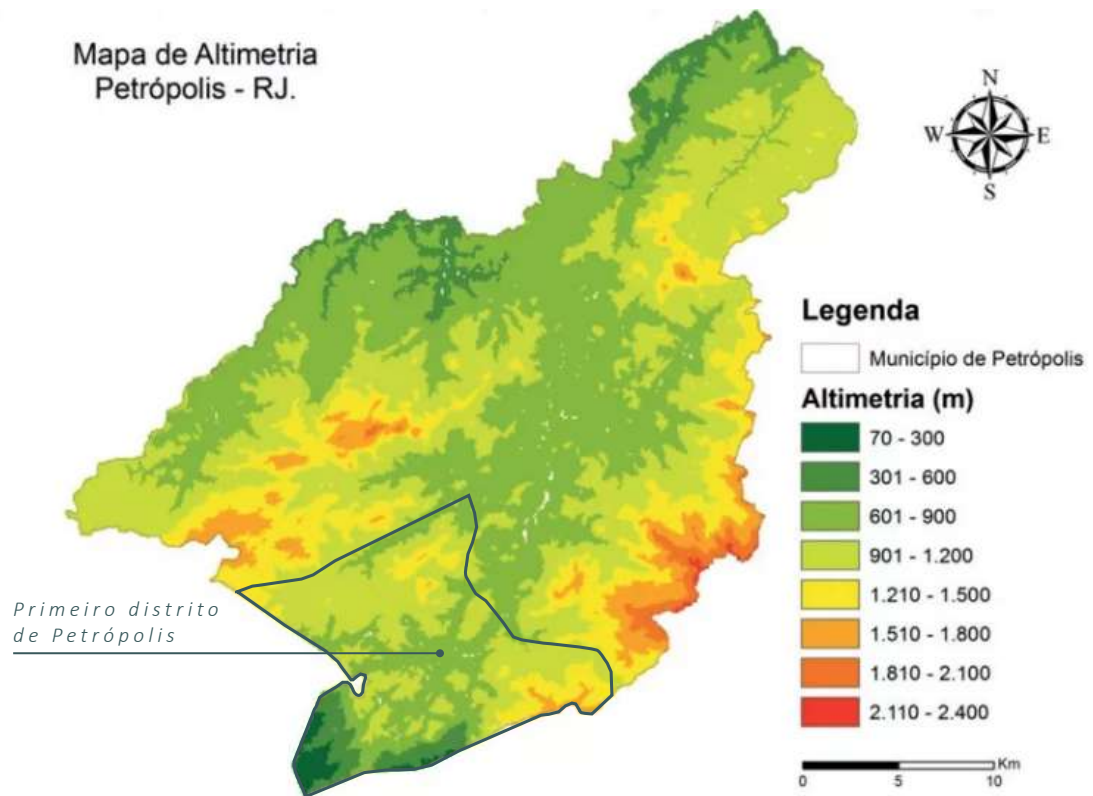 Mapa de Altimetria
Petrópolis - RJ.
N
W E
S
Legenda
Município de Petrópolis
Altimetria (m)
70 - 300
301 - 600
601 - 900
901 - 1.200
1.210 - 1.500
1.510 - 1.800
1.810 - 2.100
2.110 - 2.400
Primeiro distrito
de Petrópolis
Km
0 5 10